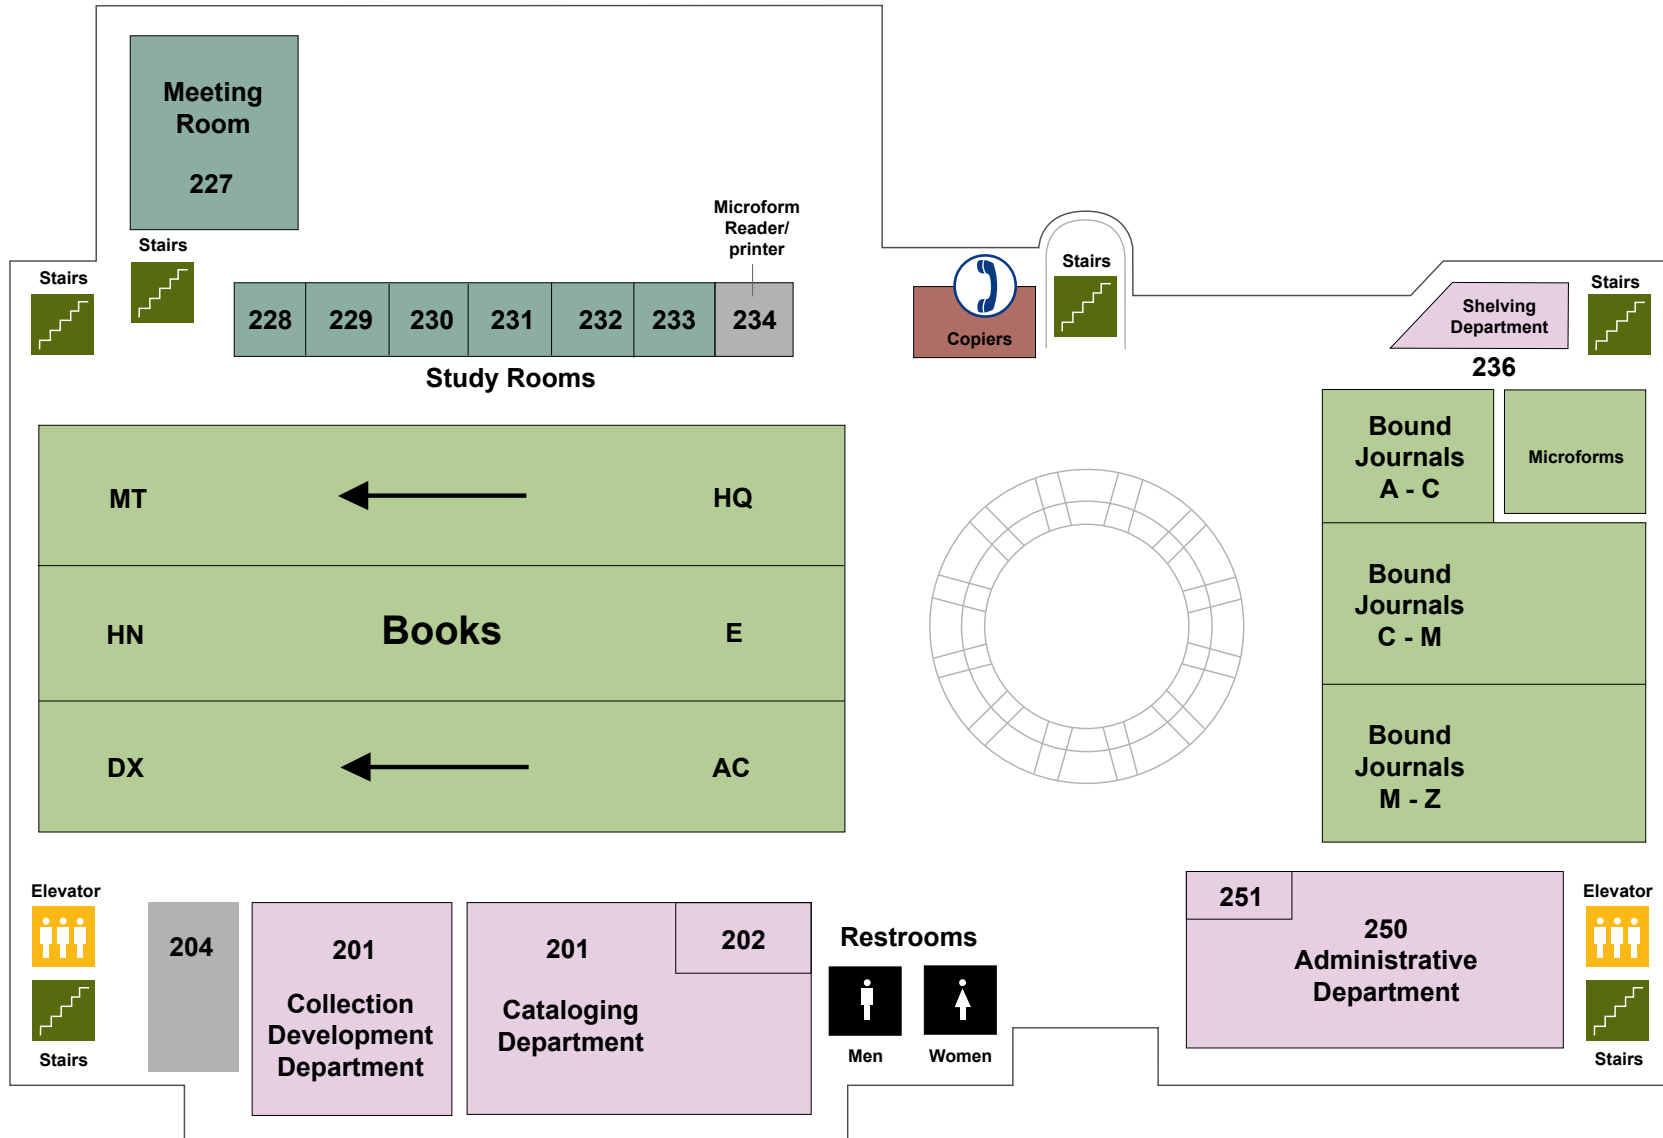 Meeting
Room
227
Stairs
Stairs
Microform
Reader/
printer
228 229 230 231 232 233 234
Study Rooms
Copiers
Stairs
Shelving
Department
236
Stairs
MT HQ
HN Books E
DX AC
Bound
Journals
A - C
Microforms
Bound
Journals
C - M
Bound
Journals
M - Z
Elevator
Stairs
204
201
Collection
Development
Department
201
Cataloging
Department
202
Restrooms
Men
Women
251
250
Administrative
Department
Elevator
Stairs